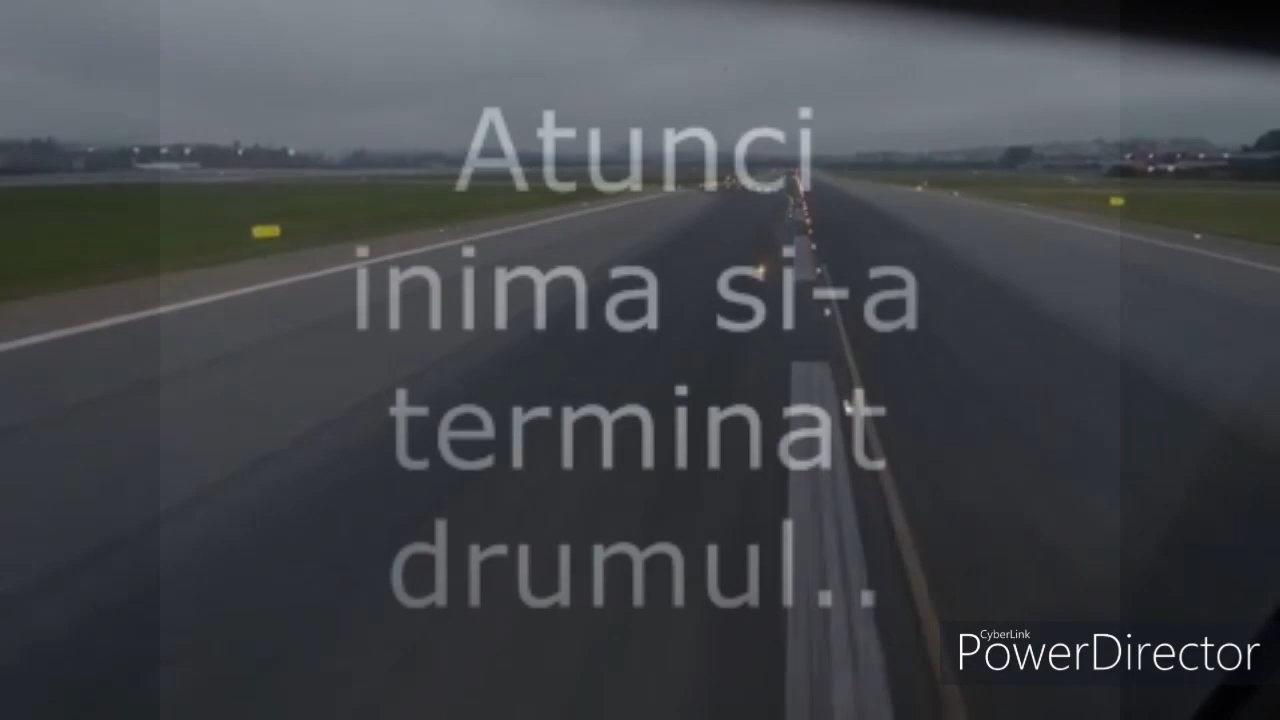 Atunci
inima si-a
terminat
drumul..
CyberLink
PowerDirector